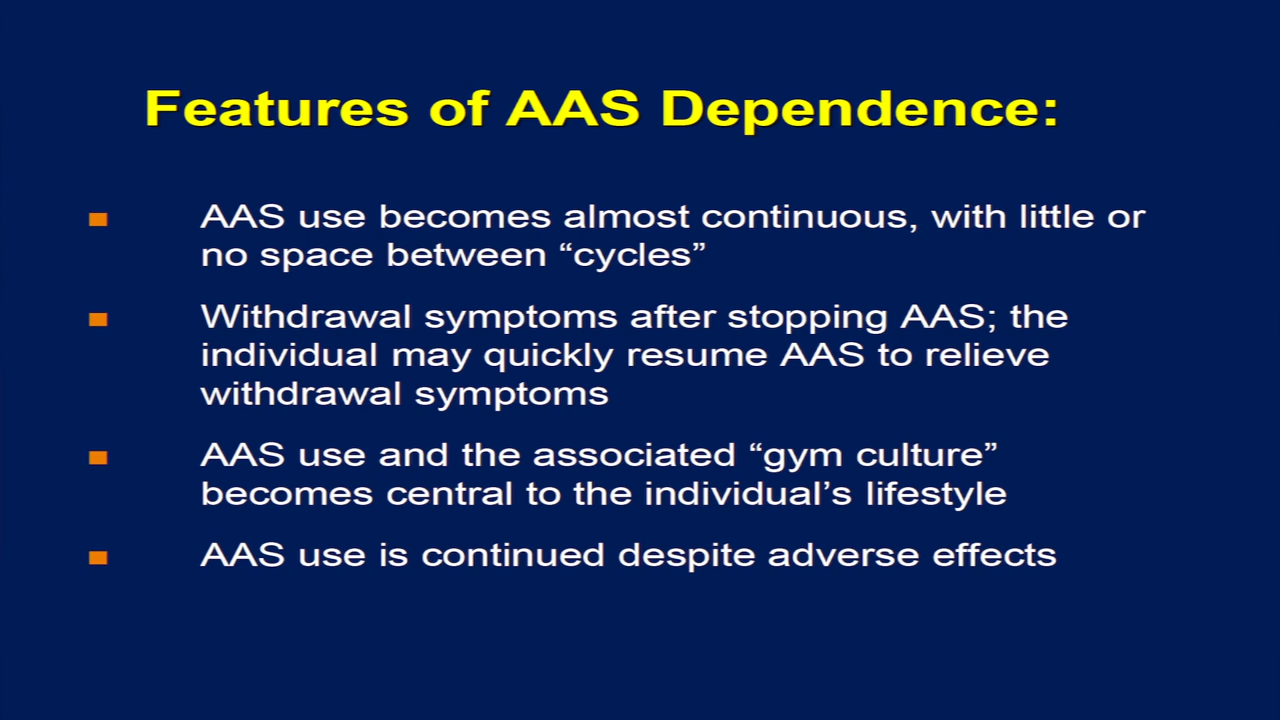 Features of AAS Dependence:
AAS use becomes almost continuous, with little or
no space between “cycles”
Withdrawal symptoms after stopping AAS; the
individual may quickly resume AAS to relieve
withdrawal symptoms
AAS use and the associated “gym culture”
becomes central to the individual’s lifestyle
AAS use is continued despite adverse effects